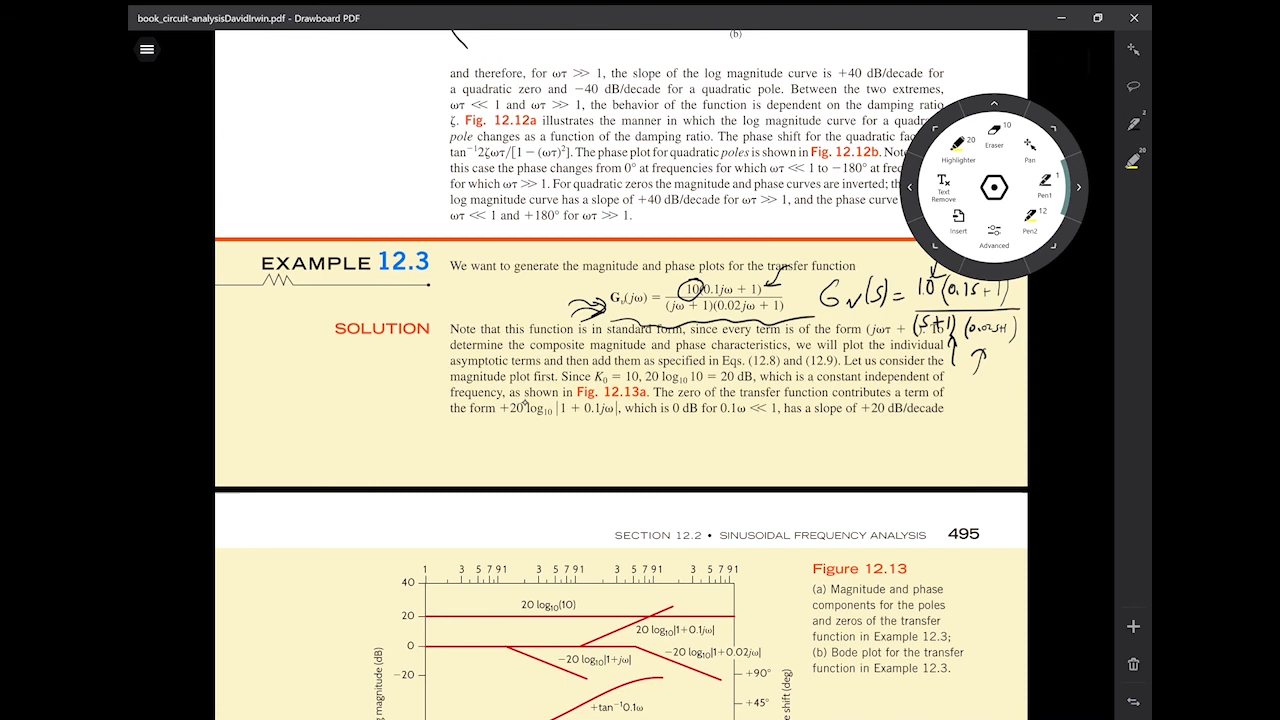 book_circuit-analysisDavidIrwin.pdf - Drawboard PDF
(b)
and therefore, for ωτ >> 1, the slope of the log magnitude curve is +40 dB/decade for
a quadratic zero and −40 dB/decade for a quadratic pole. Between the two extremes,
ωτ << 1 and ωτ >> 1, the behavior of the function is dependent on the damping ratio
ζ. Fig. 12.12a illustrates the manner in which the log magnitude curve for a
pole changes as a function of the damping ratio. The phase shift for the quadratic
tan⁻¹2ζωτ/[1 − (ωτ)²]. The phase plot for quadratic poles is shown in Fig. 12.12b.
this case the phase changes from 0° at frequencies for which ωτ << 1 to −180° at
for which ωτ >> 1. For quadratic zeros the magnitude and phase curves are inverted;
log magnitude curve has a slope of +40 dB/decade for ωτ >> 1, and the phase curve
ωτ << 1 and +180° for ωτ >> 1.
10
Eraser
20
Highlighter
Pan
Text
Remove
1
Pen1
Insert
12
Pen2
Advanced
2
20
EXAMPLE 12.3
We want to generate the magnitude and phase plots for the transfer function
Gᵥ(jω) = 10(0.1jω + 1)
(jω + 1)(0.02jω + 1)
Gv(s) = 10 (0.1s+1)
(s+1) (0.02s+1)
SOLUTION
Note that this function is in standard form, since every term is of the form (jωτ +
determine the composite magnitude and phase characteristics, we will plot the individual
asymptotic terms and then add them as specified in Eqs. (12.8) and (12.9). Let us consider the
magnitude plot first. Since K₀ = 10, 20 log₁₀ 10 = 20 dB, which is a constant independent of
frequency, as shown in Fig. 12.13a. The zero of the transfer function contributes a term of
the form +20 log₁₀ |1 + 0.1jω|, which is 0 dB for 0.1ω << 1, has a slope of +20 dB/decade
SECTION 12.2 • SINUSOIDAL FREQUENCY ANALYSIS 495
1 3 5 7 9 1 3 5 7 9 1 3 5 7 9 1 3 5 7 9 1
40
20 log₁₀(10)
20
20 log₁₀|1+0.1jω|
0
−20 log₁₀|1+jω|
−20 log₁₀|1+0.02jω|
−20
+90°
+tan⁻¹0.1ω
+45°
magnitude (dB)
shift (deg)
Figure 12.13
(a) Magnitude and phase
components for the poles
and zeros of the transfer
function in Example 12.3;
(b) Bode plot for the transfer
function in Example 12.3.